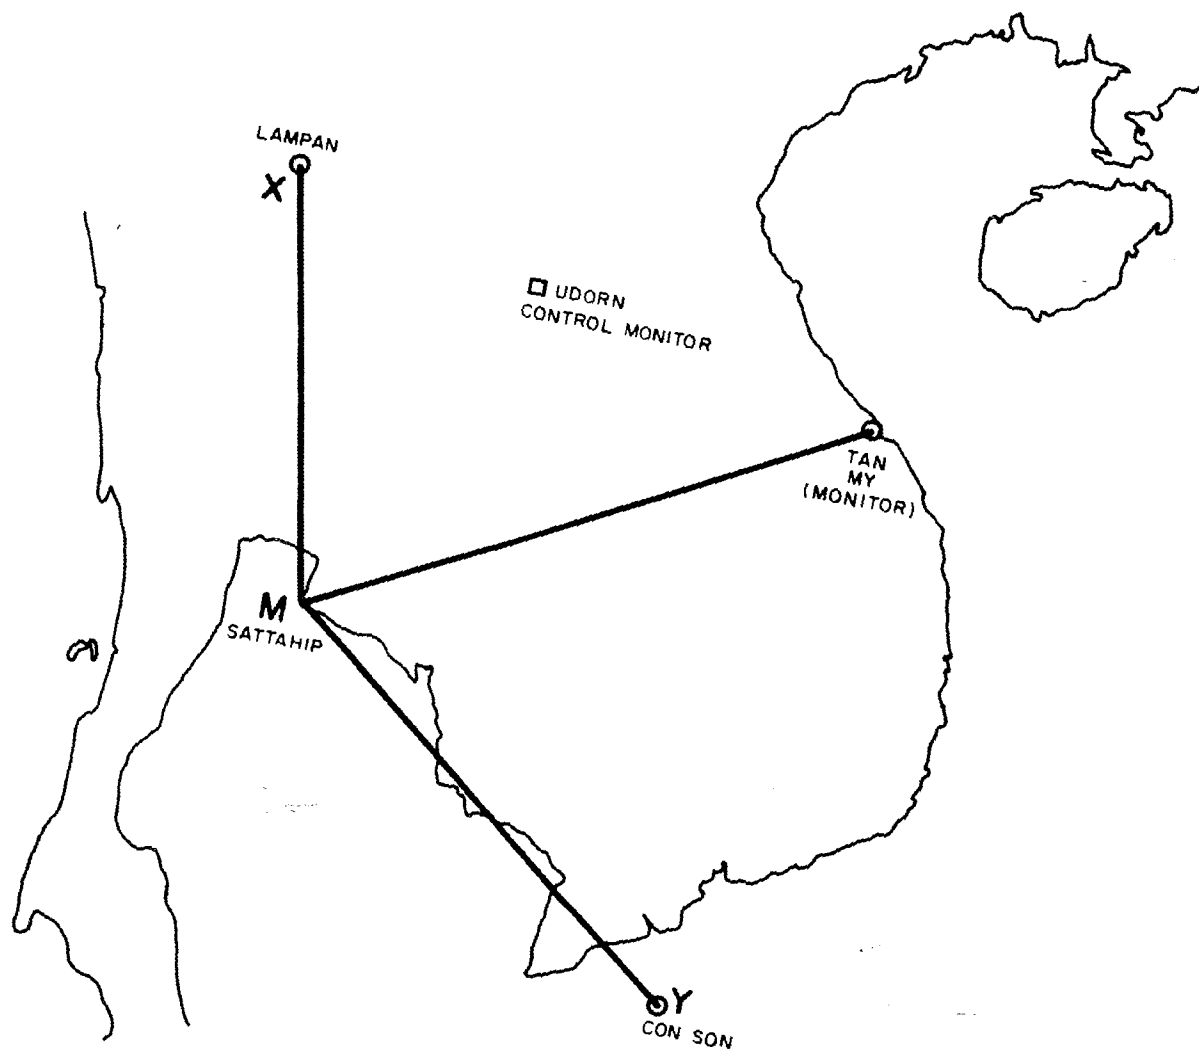 LAMPAN
X
UDORN
CONTROL MONITOR
TAN
MY
(MONITOR)
M
SATTAHIP
Y
CON SON